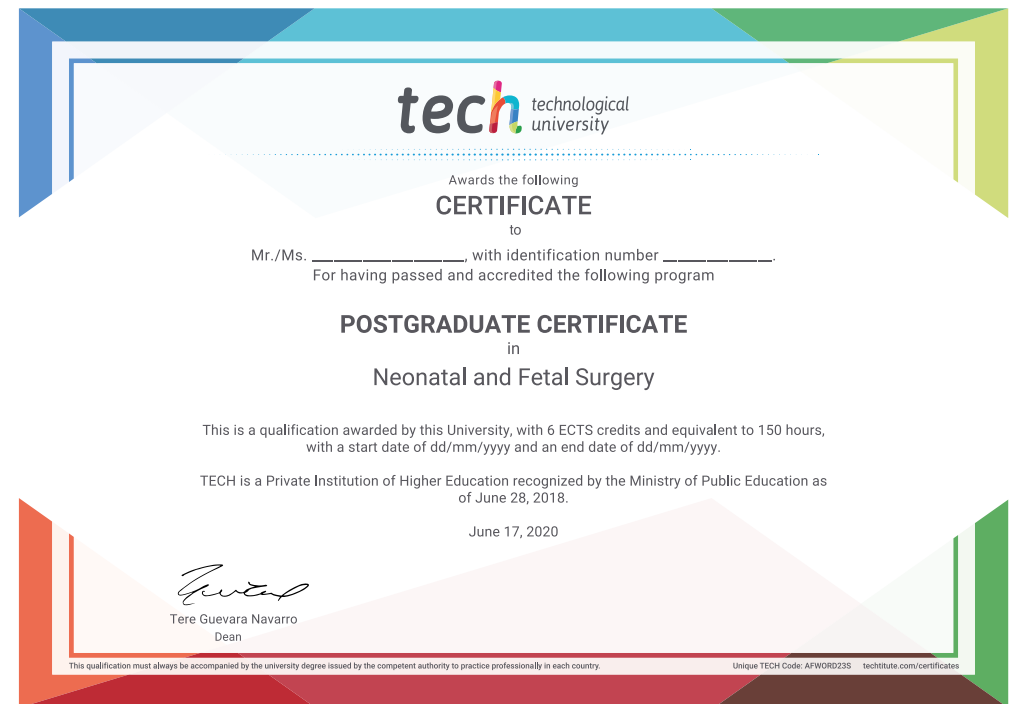 tech technological
university
Awards the following
CERTIFICATE
to
Mr./Ms. ____________________, with identification number ______________.
For having passed and accredited the following program
POSTGRADUATE CERTIFICATE
in
Neonatal and Fetal Surgery
This is a qualification awarded by this University, with 6 ECTS credits and equivalent to 150 hours,
with a start date of dd/mm/yyyy and an end date of dd/mm/yyyy.
TECH is a Private Institution of Higher Education recognized by the Ministry of Public Education as
of June 28, 2018.
June 17, 2020
Tere Guevara Navarro
Dean
This qualification must always be accompanied by the university degree issued by the competent authority to practice professionally in each country. Unique TECH Code: AFWORD23S techtitute.com/certificates